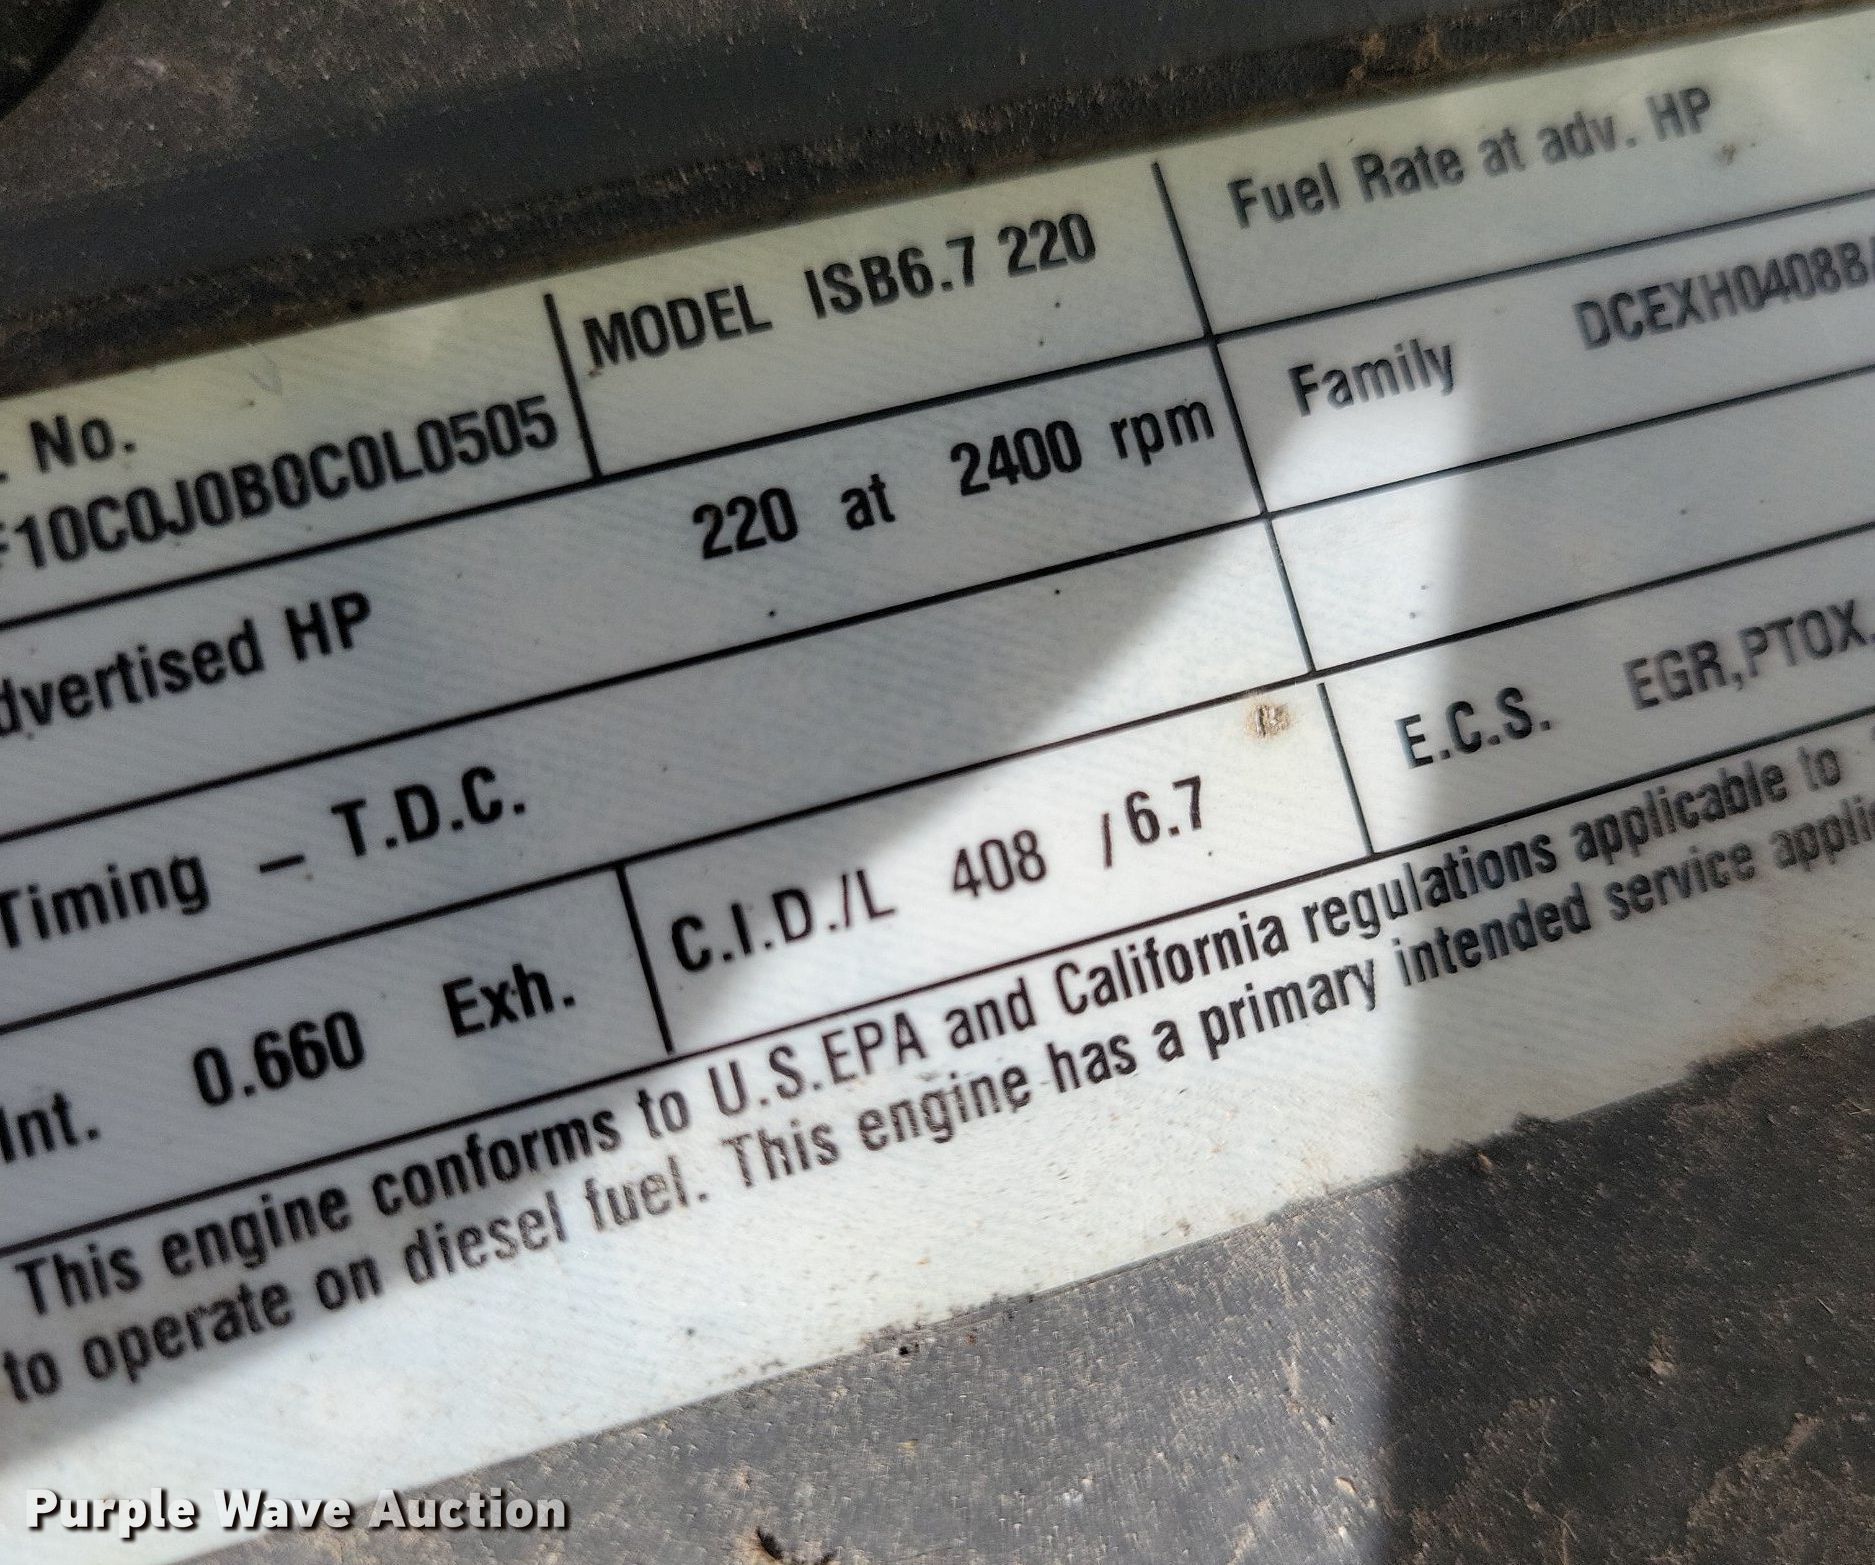 No.
F10C0J0B0C0L0505
MODEL ISB6.7 220
Fuel Rate at adv. HP
dvertised HP 220 at 2400 rpm
Family DCEXH0408B
Timing – T.D.C.
Int. 0.660 Exh.
C.I.D./L 408 / 6.7
E.C.S. EGR,PTOX,
This engine conforms to U.S.EPA and California regulations applicable to
to operate on diesel fuel. This engine has a primary intended service appli
Purple Wave Auction